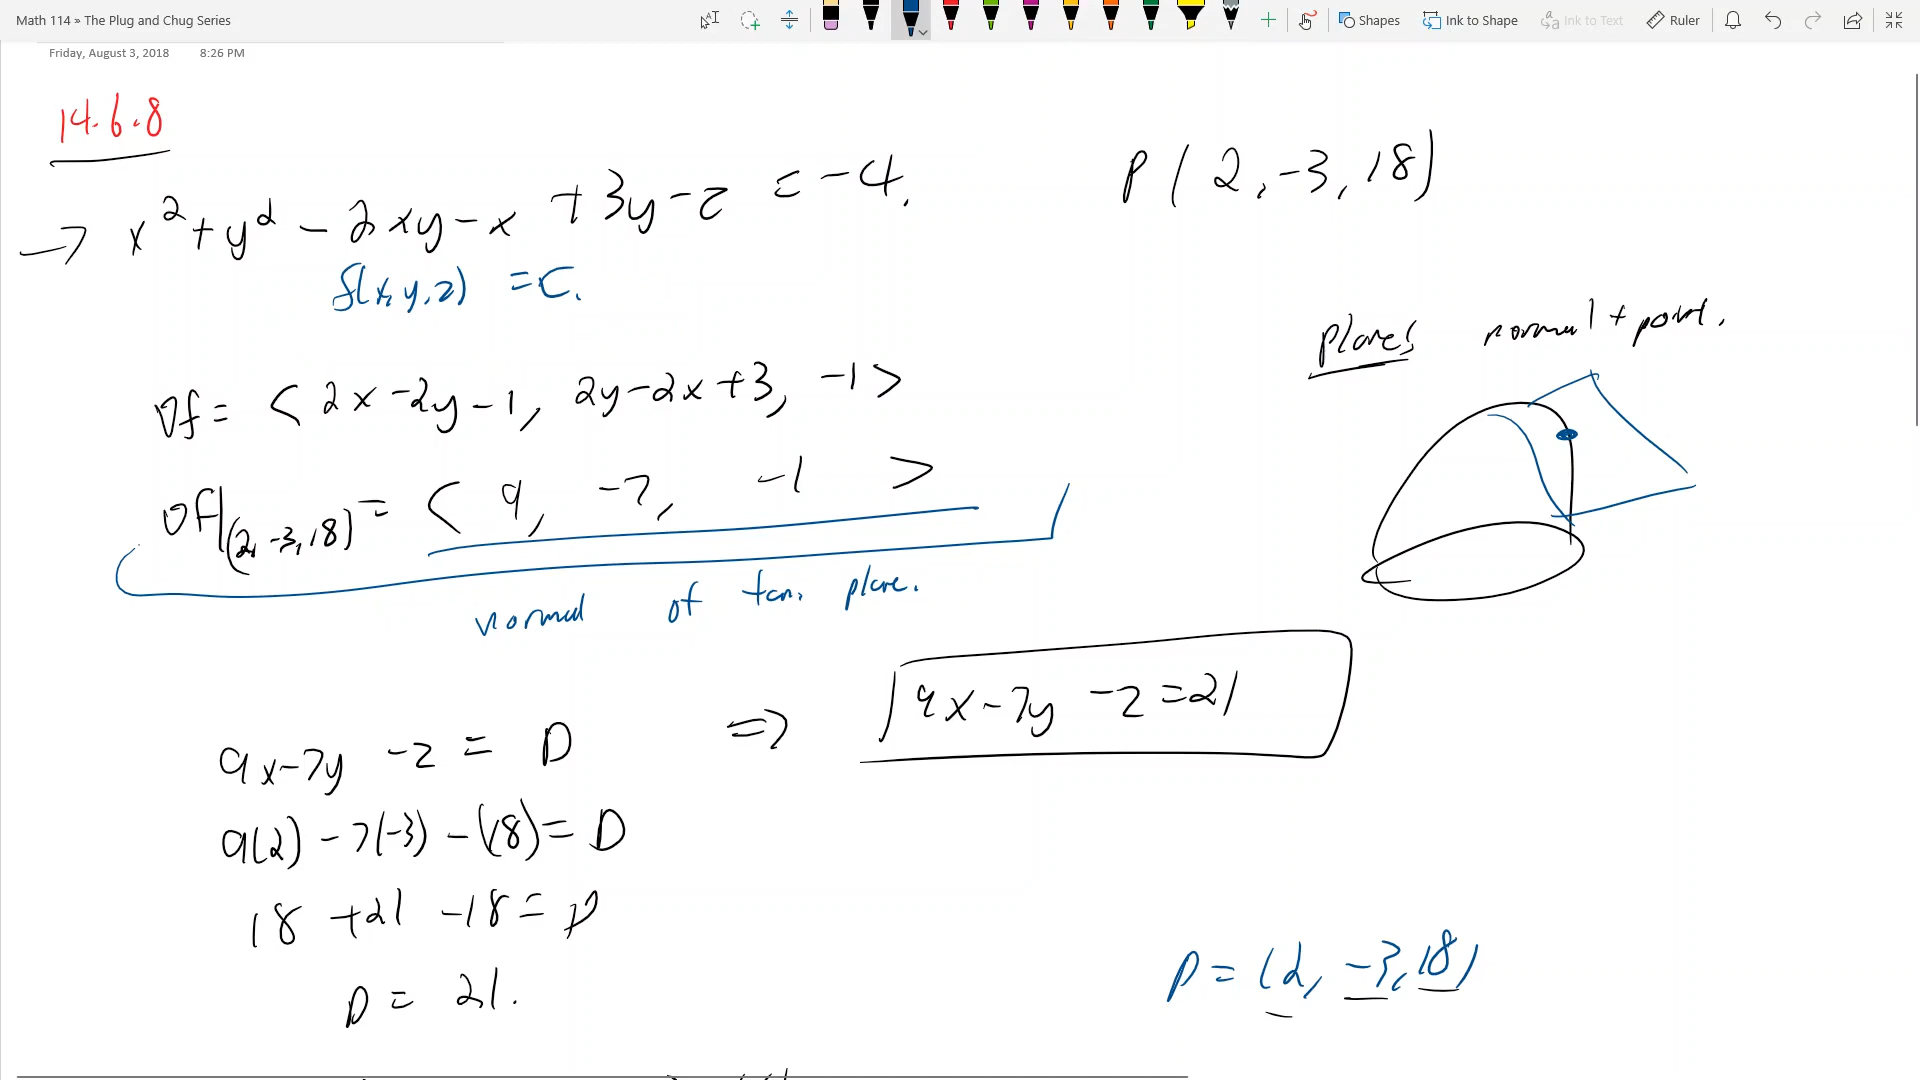 Math 114 » The Plug and Chug Series
Shapes
Ink to Shape
Ink to Text
Ruler
Friday, August 3, 2018 8:26 PM
14.6.8
→ x² + y² - 2xy - x + 3y - z = -4.
P(2, -3, 18)
f(x, y, z) = C.
Planes normal + point.
∇f = < 2x - 2y - 1, 2y - 2x + 3, -1 >
∇f|(2, -3, 18) = < 9, -7, -1 >
normal of tan. plane.
9x - 7y - z = D ⇒ 9x - 7y - z = 21
9(2) - 7(-3) - (18) = D
18 + 21 - 18 = D
D = 21.
P = (2, -3, 18)